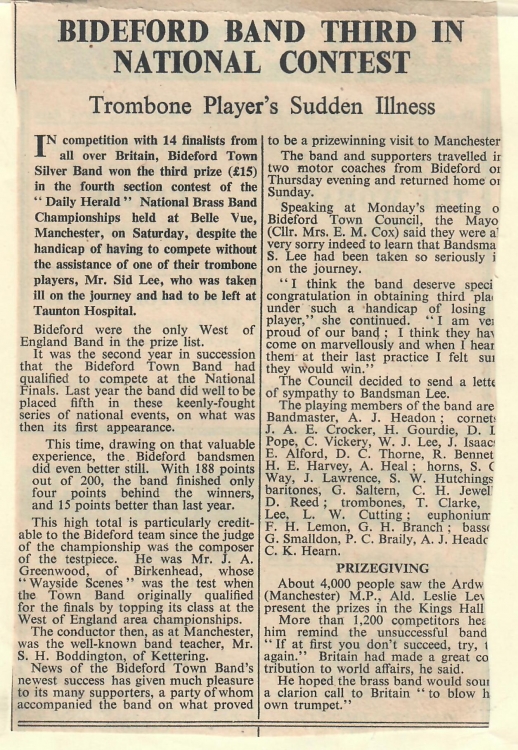 BIDEFORD BAND THIRD IN
NATIONAL CONTEST
Trombone Player's Sudden Illness
IN competition with 14 finalists from
all over Britain, Bideford Town
Silver Band won the third prize (£15)
in the fourth section contest of the
"Daily Herald" National Brass Band
Championships held at Belle Vue,
Manchester, on Saturday, despite the
handicap of having to compete without
the assistance of one of their trombone
players, Mr. Sid Lee, who was taken
ill on the journey and had to be left at
Taunton Hospital.
Bideford were the only West of
England Band in the prize list.
It was the second year in succession
that the Bideford Town Band had
qualified to compete at the National
Finals. Last year the band did well to be
placed fifth in these keenly-fought
series of national events, on what was
then its first appearance.
This time, drawing on that valuable
experience, the Bideford bandsmen
did even better still. With 188 points
out of 200, the band finished only
four points behind the winners,
and 15 points better than last year.
This high total is particularly credit-
able to the Bideford team since the judge
of the championship was the composer
of the testpiece. He was Mr. J. A.
Greenwood, of Birkenhead, whose
"Wayside Scenes" was the test when
the Town Band originally qualified
for the finals by topping its class at the
West of England area championships.
The conductor then, as at Manchester,
was the well-known band teacher, Mr.
S. H. Boddington, of Kettering.
News of the Bideford Town Band's
newest success has given much pleasure
to its many supporters, a party of whom
accompanied the band on what proved
to be a prizewinning visit to Manchester
The band and supporters travelled in
two motor coaches from Bideford on
Thursday evening and returned home on
Sunday.
Speaking at Monday's meeting o
Bideford Town Council, the Mayo
(Cllr. Mrs. E. M. Cox) said they were a
very sorry indeed to learn that Bandsma
S. Lee had been taken so seriously i
on the journey.
"I think the band deserve speci
congratulation in obtaining third pla
under such a handicap of losing
player," she continued. "I am ve
proud of our band; I think they hav
come on marvellously and when I hear
them at their last practice I felt su
they would win."
The Council decided to send a lette
of sympathy to Bandsman Lee.
The playing members of the band are
Bandmaster, A. J. Headon; cornets
J. A. E. Crocker, H. Gourdie, D. I
Pope, C. Vickery, W. J. Lee, J. Isaac
E. Alford, D. C. Thorne, R. Bennet
H. E. Harvey, A. Heal; horns, S. C
Way, J. Lawrence, S. W. Hutchings
baritones, G. Saltern, C. H. Jewel
D. Reed; trombones, T. Clarke,
Lee, L. W. Cutting; euphonium
F. H. Lemon, G. H. Branch; basse
G. Smalldon, P. C. Braily, A. J. Heado
C. K. Hearn.
PRIZEGIVING
About 4,000 people saw the Ardw
(Manchester) M.P., Ald. Leslie Lev
present the prizes in the Kings Hall
More than 1,200 competitors hea
him remind the unsuccessful band
"If at first you don't succeed, try, t
again." Britain had made a great co
tribution to world affairs, he said.
He hoped the brass band would sour
a clarion call to Britain "to blow h
own trumpet."